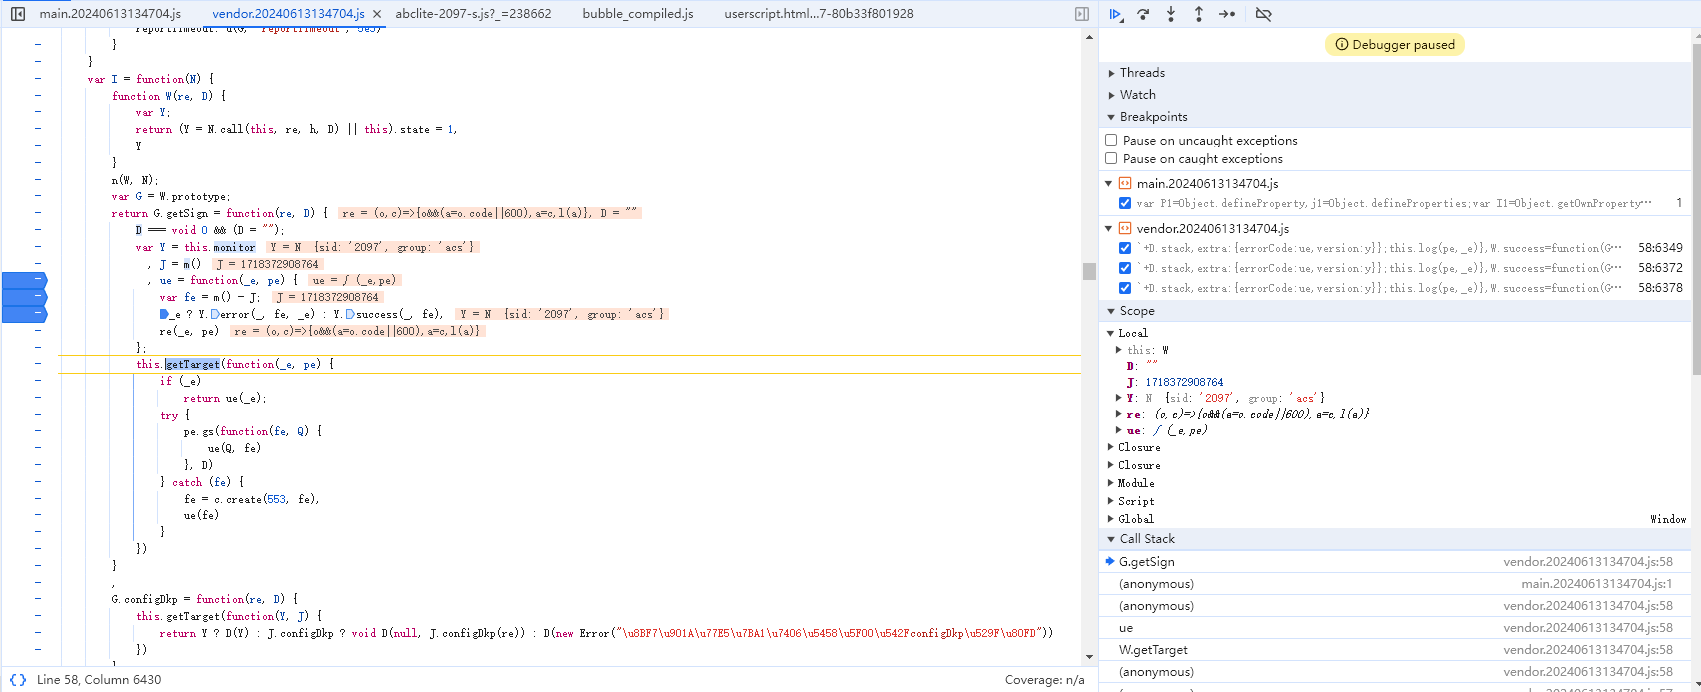 main.20240613134704.js vendor.20240613134704.js × abclite-2097-s.js?_=238662 bubble_compiled.js userscript.html...7-80b33f801928
reportTimeout: d(G, "reportTimeout", 5e3)
}
}
var I = function(N) {
function W(re, D) {
var Y;
return (Y = N.call(this, re, h, D) || this).state = 1,
Y
}
n(W, N);
var G = W.prototype;
return G.getSign = function(re, D) { re = (o,c)=>{o&&(a=o.code||600),a=c,l(a)}, D = ""
D === void 0 && (D = "");
var Y = this.monitor Y = N {sid: '2097', group: 'acs'}
, J = m() J = 1718372908764
, ue = function(_e, pe) { ue = ƒ (_e,pe)
var fe = m() - J; J = 1718372908764
_e ? Y.error(_, fe, _e) : Y.success(_, fe), Y = N {sid: '2097', group: 'acs'}
re(_e, pe) re = (o,c)=>{o&&(a=o.code||600),a=c,l(a)}
};
this.getTarget(function(_e, pe) {
if (_e)
return ue(_e);
try {
pe.gs(function(fe, Q) {
ue(Q, fe)
}, D)
} catch (fe) {
fe = c.create(553, fe),
ue(fe)
}
})
}
,
G.configDkp = function(re, D) {
this.getTarget(function(Y, J) {
return Y ? D(Y) : J.configDkp ? void D(null, J.configDkp(re)) : D(new Error("\u8BF7\u901A\u77E5\u7BA1\u7406\u5458\u5F00\u542FconfigDkp\u529F\u80FD"))
})
{} Line 58, Column 6430 Coverage: n/a
Debugger paused
Threads
Watch
Breakpoints
Pause on uncaught exceptions
Pause on caught exceptions
main.20240613134704.js
var P1=Object.defineProperty,j1=Object.defineProperties;var I1=Object.getOwnProperty… 1
vendor.20240613134704.js
`+D.stack,extra:{errorCode:ue,version:y}};this.log(pe,_e)},W.success=function(G… 58:6349
`+D.stack,extra:{errorCode:ue,version:y}};this.log(pe,_e)},W.success=function(G… 58:6372
`+D.stack,extra:{errorCode:ue,version:y}};this.log(pe,_e)},W.success=function(G… 58:6378
Scope
Local
this: W
D: ""
J: 1718372908764
Y: N {sid: '2097', group: 'acs'}
re: (o,c)=>{o&&(a=o.code||600),a=c,l(a)}
ue: ƒ (_e,pe)
Closure
Closure
Module
Script
Global Window
Call Stack
G.getSign vendor.20240613134704.js:58
(anonymous) main.20240613134704.js:1
(anonymous) vendor.20240613134704.js:58
ue vendor.20240613134704.js:58
W.getTarget vendor.20240613134704.js:58
(anonymous) vendor.20240613134704.js:58